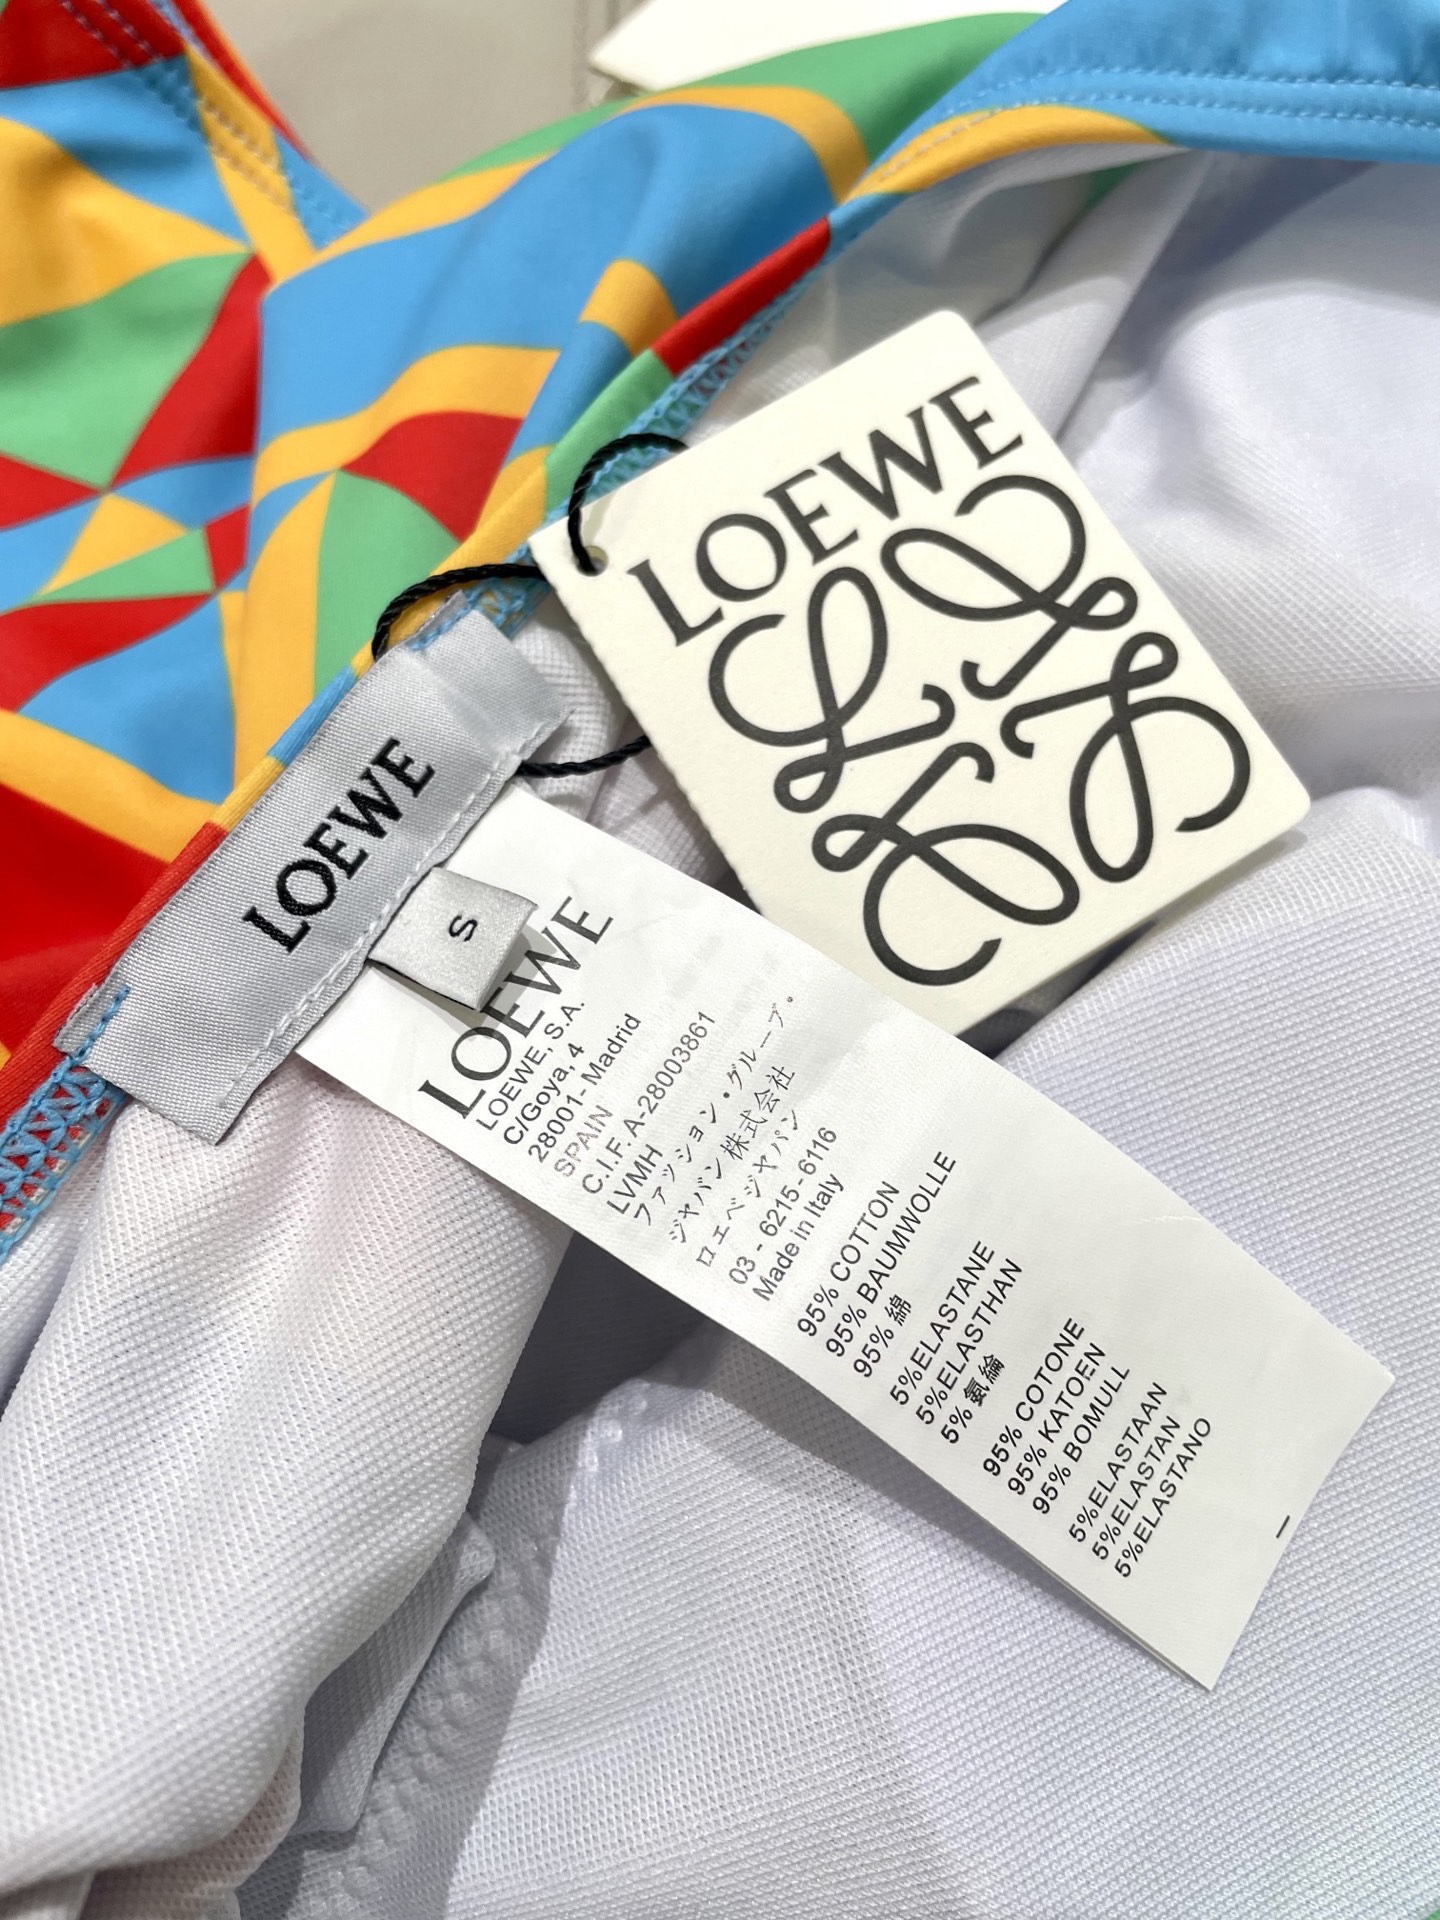 LOEWE
LOEWE
S
LOEWE
LOEWE, S.A.
C/Goya, 4
28001- Madrid
SPAIN
C.I.F. A-28003861
LVMH
ファッション・グループ。
ジャバン 株式会社
ロエベジャパン
03 - 6215-6116
Made in Italy
95% COTTON
95% BAUMWOLLE
95% 綿
5%ELASTANE
5%ELASTHAN
5% 氨綸
95% COTONE
95% KATOEN
95% BOMULL
5%ELASTAAN
5%ELASTAN
5%ELASTANO